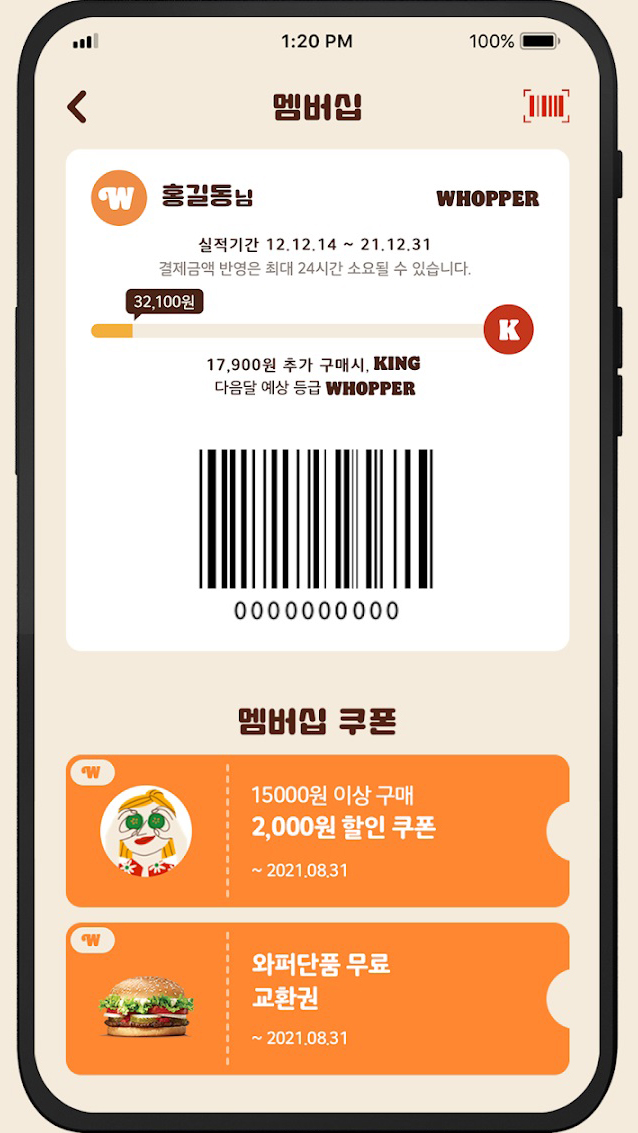 1:20 PM 100%
멤버십
W 홍길동님 WHOPPER
실적기간 12.12.14 ~ 21.12.31
결제금액 반영은 최대 24시간 소요될 수 있습니다.
32,100원
K
17,900원 추가 구매시, KING
다음달 예상 등급 WHOPPER
0000000000
멤버십 쿠폰
W
15000원 이상 구매
2,000원 할인 쿠폰
~ 2021.08.31
W
와퍼단품 무료
교환권
~ 2021.08.31